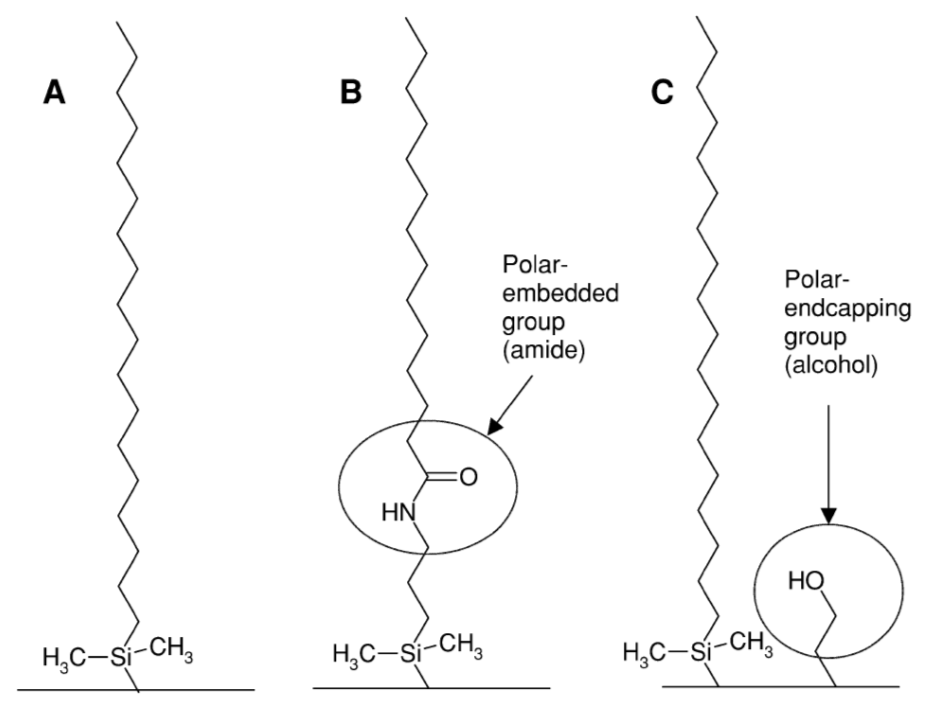 A
B
C
Polar-
embedded
group
(amide)
Polar-
endcapping
group
(alcohol)
O
HN
HO
H₃C–Si–CH₃
H₃C–Si–CH₃
H₃C–Si–CH₃